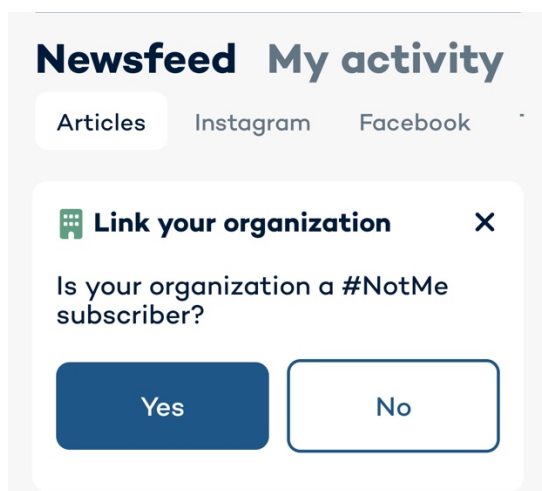 Newsfeed My activity
Articles Instagram Facebook
Link your organization
Is your organization a #NotMe
subscriber?
Yes No